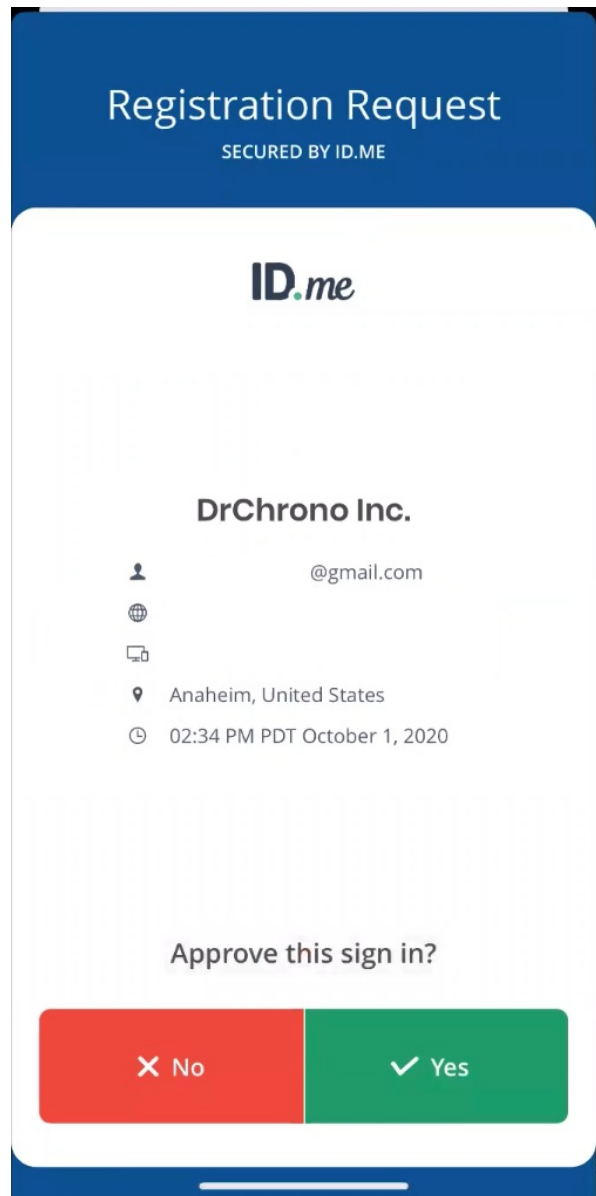 Registration Request
SECURED BY ID.ME
ID.me
DrChrono Inc.
@gmail.com
Anaheim, United States
02:34 PM PDT October 1, 2020
Approve this sign in?
No
Yes